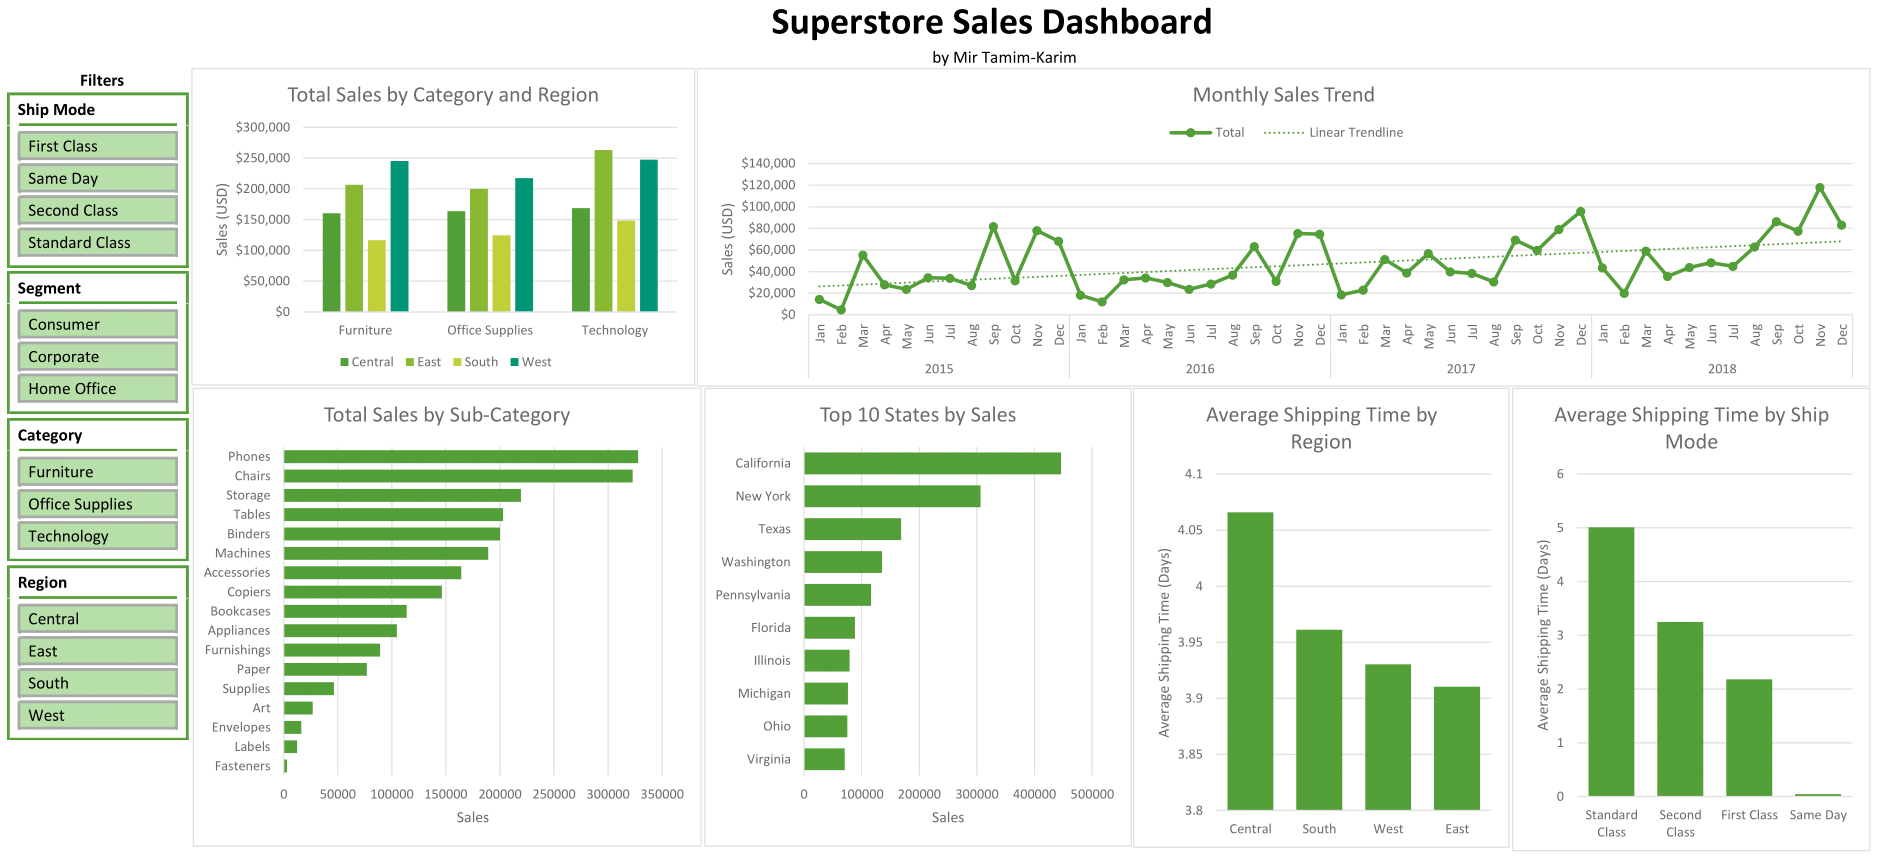 Superstore Sales Dashboard
by Mir Tamim-Karim
Filters
Ship Mode
First Class
Same Day
Second Class
Standard Class
Segment
Consumer
Corporate
Home Office
Category
Furniture
Office Supplies
Technology
Region
Central
East
South
West
Total Sales by Category and Region
$300,000
$250,000
$200,000
$150,000
$100,000
$50,000
$0
Sales (USD)
Furniture Office Supplies Technology
Central East South West
Monthly Sales Trend
Total Linear Trendline
$140,000
$120,000
$100,000
$80,000
$60,000
$40,000
$20,000
$0
Sales (USD)
Jan Feb Mar Apr May Jun Jul Aug Sep Oct Nov Dec Jan Feb Mar Apr May Jun Jul Aug Sep Oct Nov Dec Jan Feb Mar Apr May Jun Jul Aug Sep Oct Nov Dec Jan Feb Mar Apr May Jun Jul Aug Sep Oct Nov Dec
2015 2016 2017 2018
Total Sales by Sub-Category
Phones
Chairs
Storage
Tables
Binders
Machines
Accessories
Copiers
Bookcases
Appliances
Furnishings
Paper
Supplies
Art
Envelopes
Labels
Fasteners
0 50000 100000 150000 200000 250000 300000 350000
Sales
Top 10 States by Sales
California
New York
Texas
Washington
Pennsylvania
Florida
Illinois
Michigan
Ohio
Virginia
0 100000 200000 300000 400000 500000
Sales
Average Shipping Time by
Region
4.1
4.05
4
3.95
3.9
3.85
3.8
Average Shipping Time (Days)
Central South West East
Average Shipping Time by Ship
Mode
6
5
4
3
2
1
0
Average Shipping Time (Days)
Standard Second First Class Same Day
Class Class